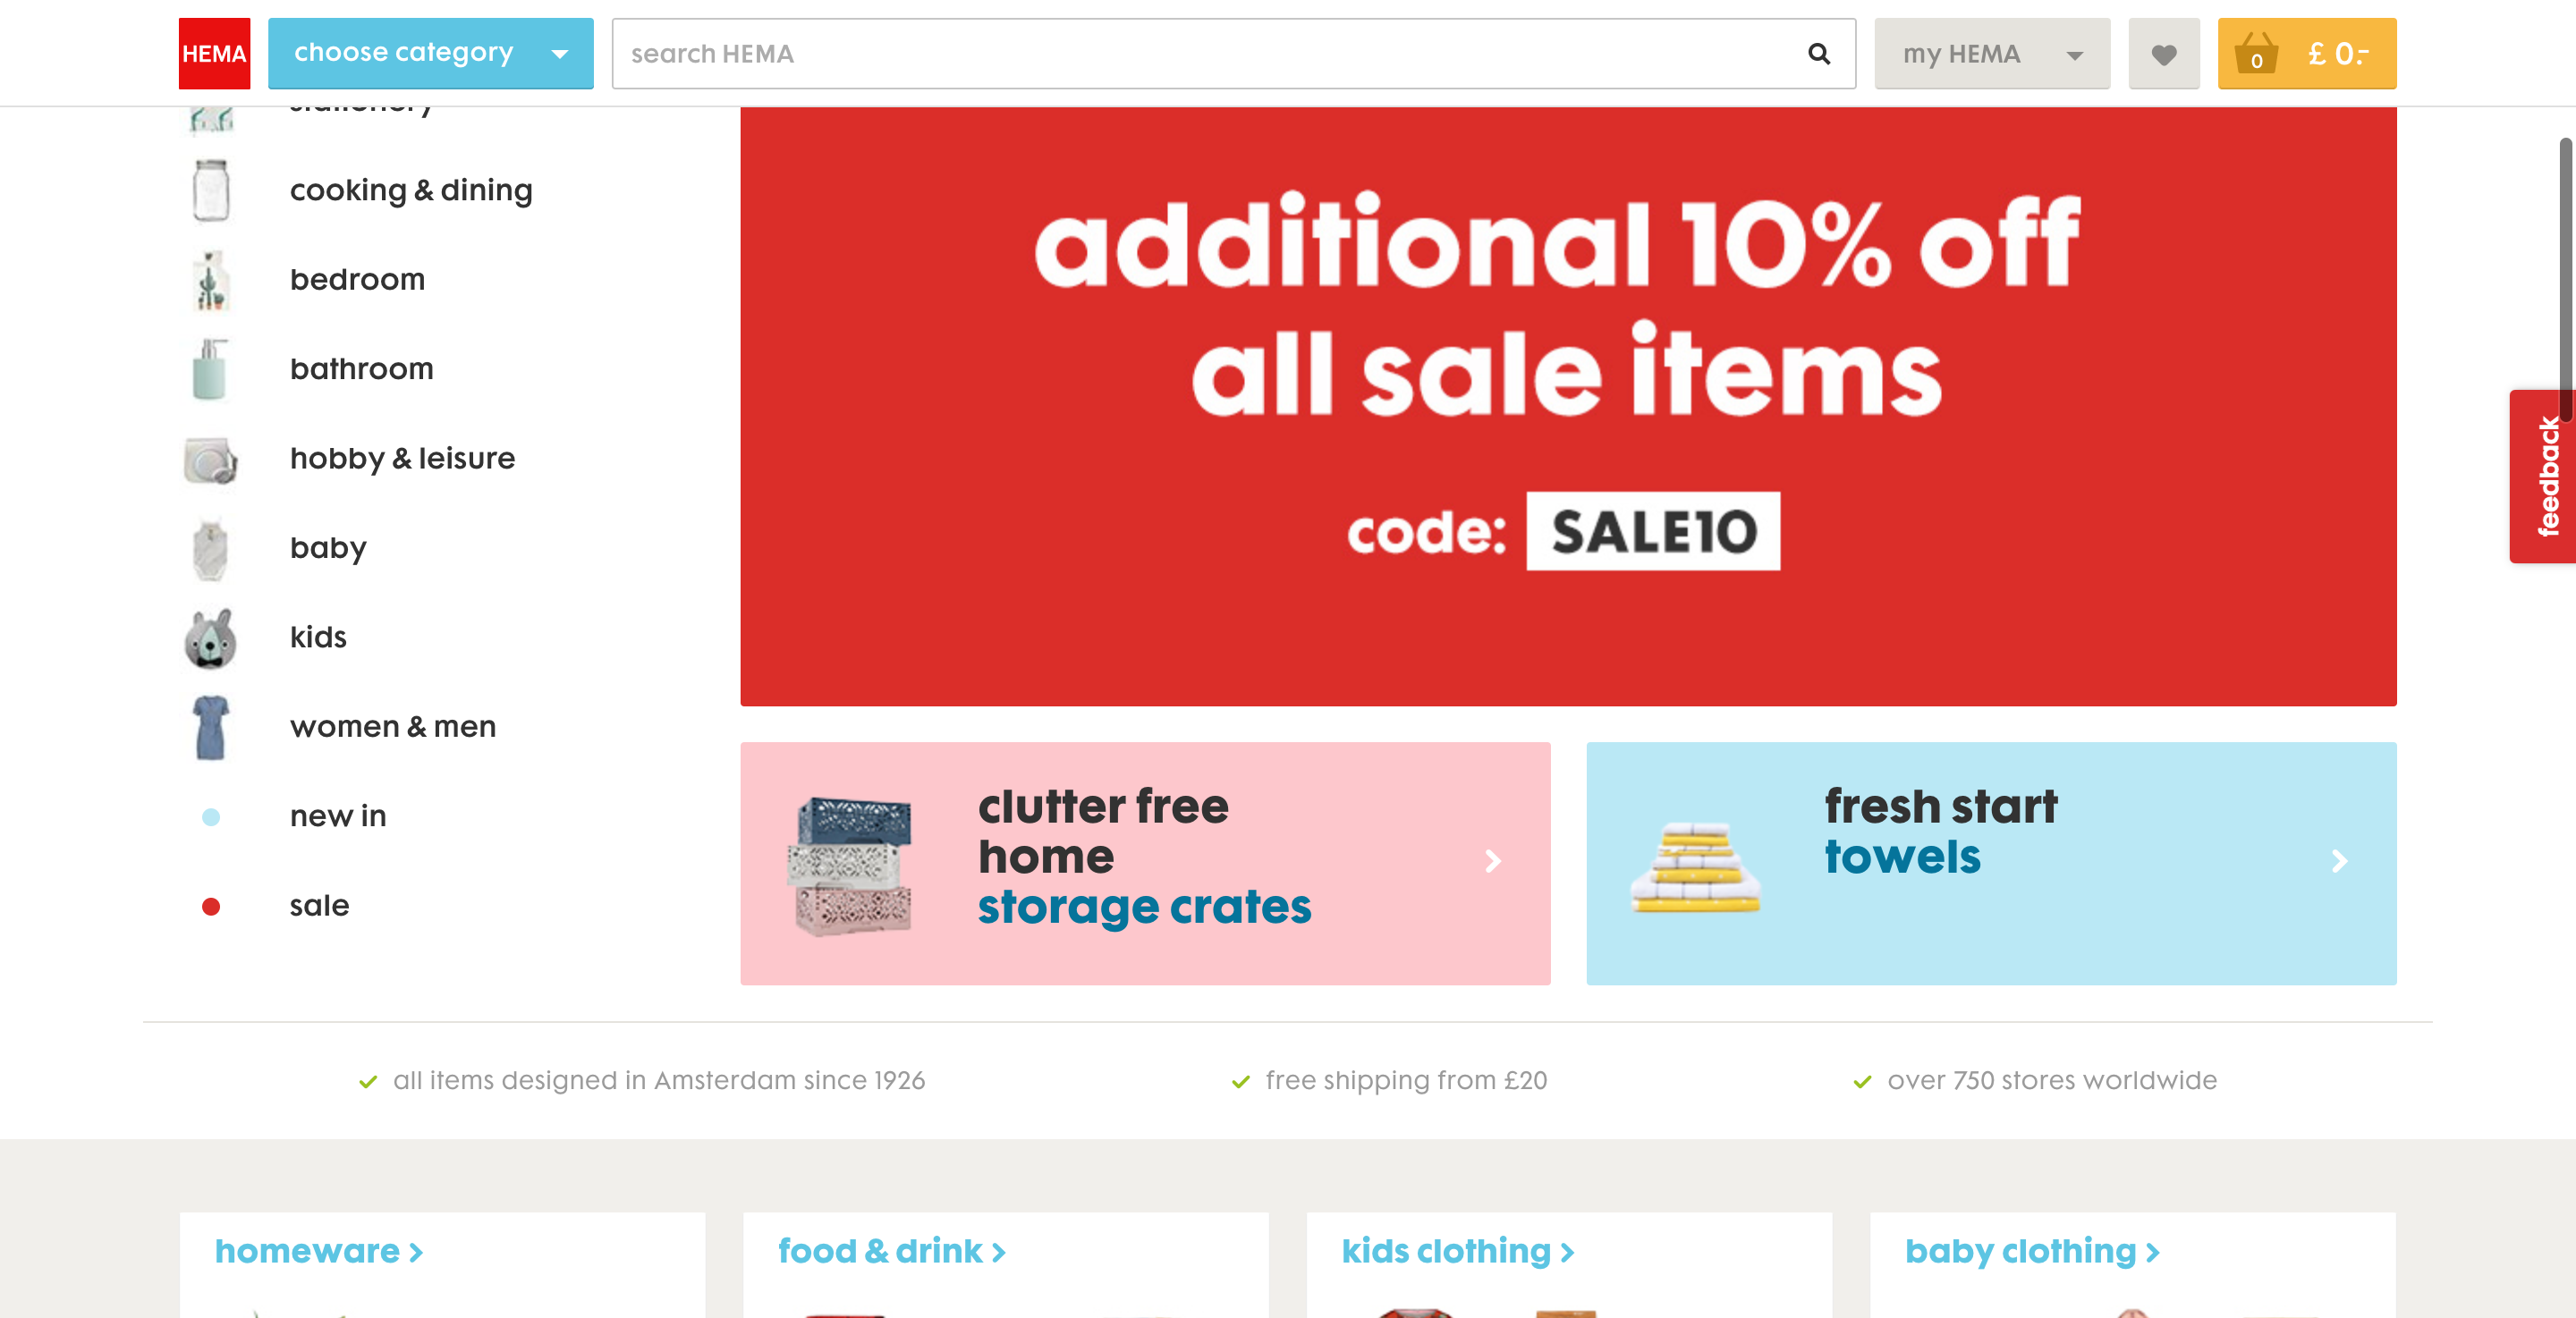 HEMA
choose category
search HEMA
my HEMA
0
£ 0.-
stationery
cooking & dining
bedroom
bathroom
hobby & leisure
baby
kids
women & men
new in
sale
additional 10% off
all sale items
code: SALE10
feedback
clutter free
home
storage crates
fresh start
towels
all items designed in Amsterdam since 1926
free shipping from £20
over 750 stores worldwide
homeware
food & drink
kids clothing
baby clothing